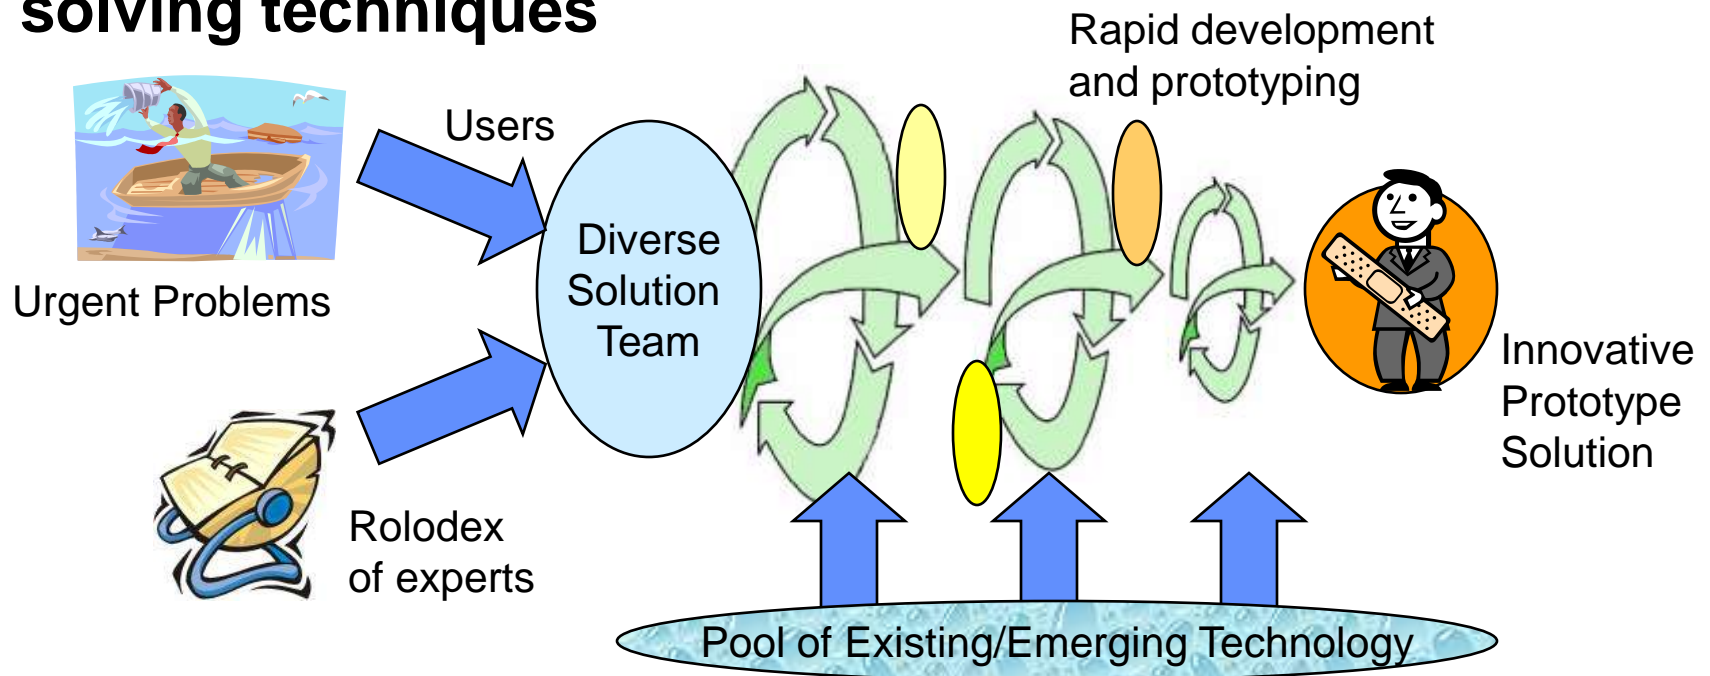 solving techniques
Rapid development
and prototyping
Users
Urgent Problems
Diverse
Solution
Team
Innovative
Prototype
Solution
Rolodex
of experts
Pool of Existing/Emerging Technology